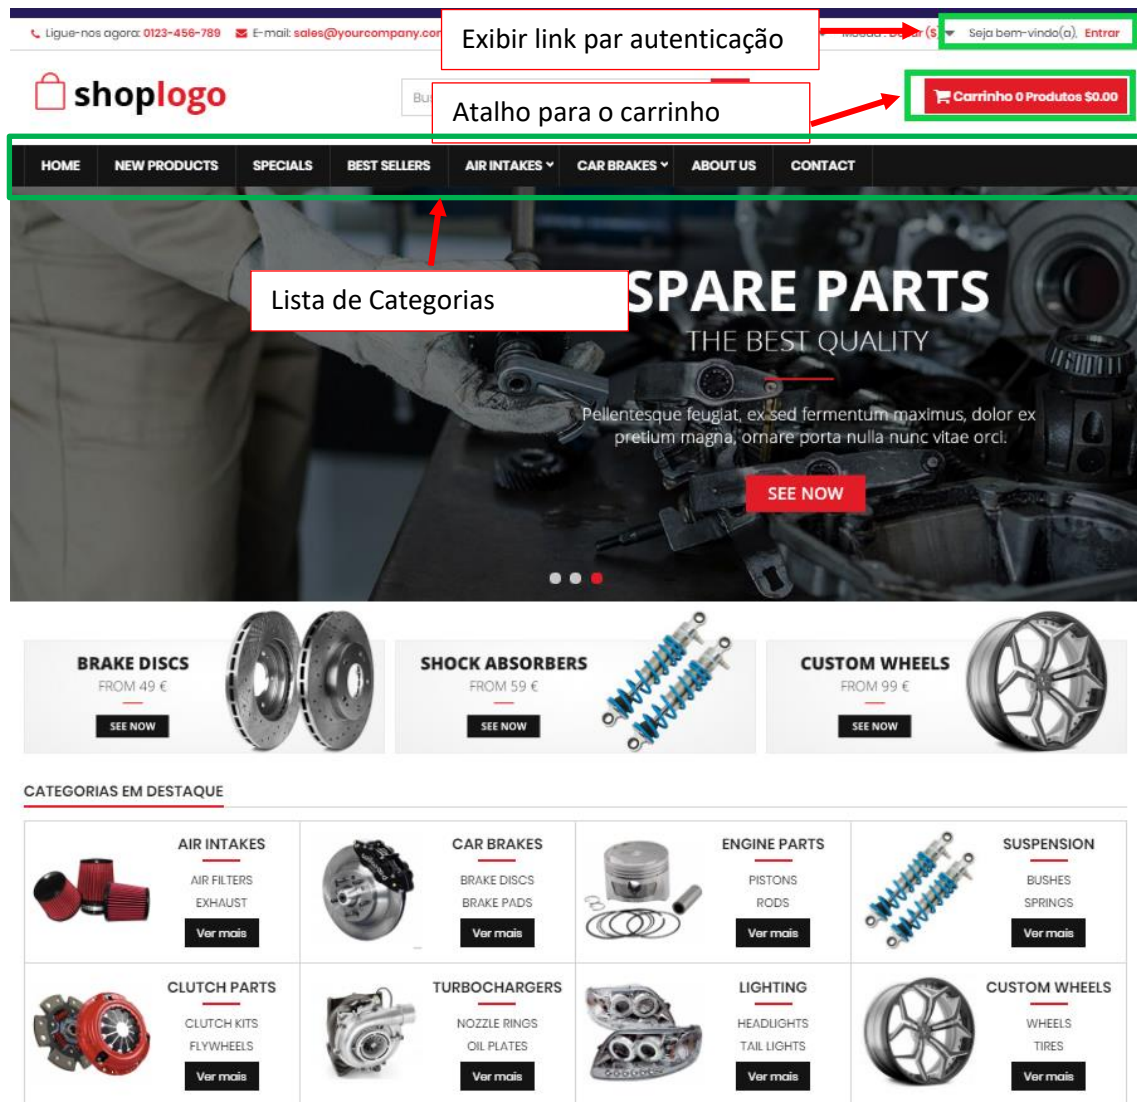 Ligue-nos agora: 0123-456-789 E-mail: sales@yourcompany.com
Exibir link par autenticação
Seja bem-vindo(a), Entrar
shoplogo
Atalho para o carrinho
Carrinho 0 Produtos $0.00
HOME NEW PRODUCTS SPECIALS BEST SELLERS AIR INTAKES CAR BRAKES ABOUT US CONTACT
Lista de Categorias
SPARE PARTS
THE BEST QUALITY
Pellentesque feugiat, ex sed fermentum maximus, dolor ex
pretium magna, ornare porta nulla nunc vitae orci.
SEE NOW
BRAKE DISCS SHOCK ABSORBERS CUSTOM WHEELS
FROM 49 € FROM 59 € FROM 99 €
SEE NOW SEE NOW SEE NOW
CATEGORIAS EM DESTAQUE
AIR INTAKES CAR BRAKES ENGINE PARTS SUSPENSION
AIR FILTERS BRAKE DISCS PISTONS BUSHES
EXHAUST BRAKE PADS RODS SPRINGS
Ver mais Ver mais Ver mais Ver mais
CLUTCH PARTS TURBOCHARGERS LIGHTING CUSTOM WHEELS
CLUTCH KITS NOZZLE RINGS HEADLIGHTS WHEELS
FLYWHEELS OIL PLATES TAIL LIGHTS TIRES
Ver mais Ver mais Ver mais Ver mais